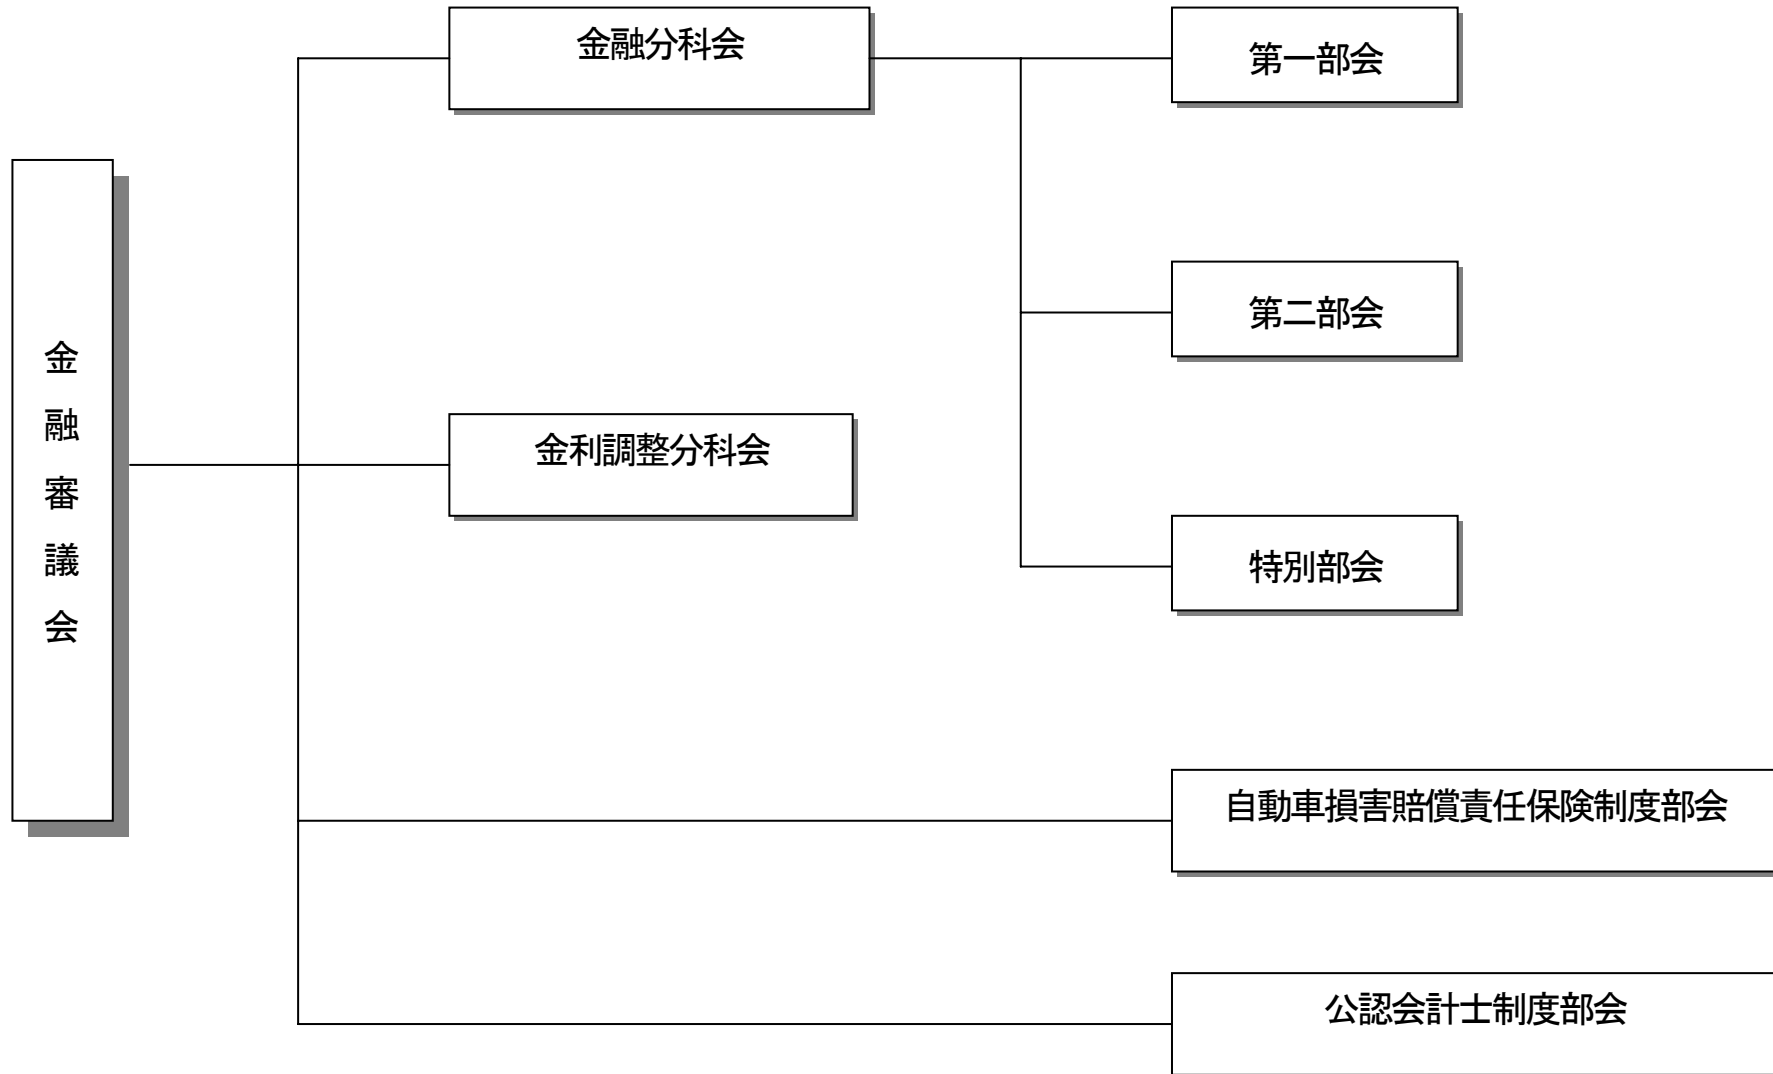 金融審議会
金融分科会
第一部会
第二部会
金利調整分科会
特別部会
自動車損害賠償責任保険制度部会
公認会計士制度部会